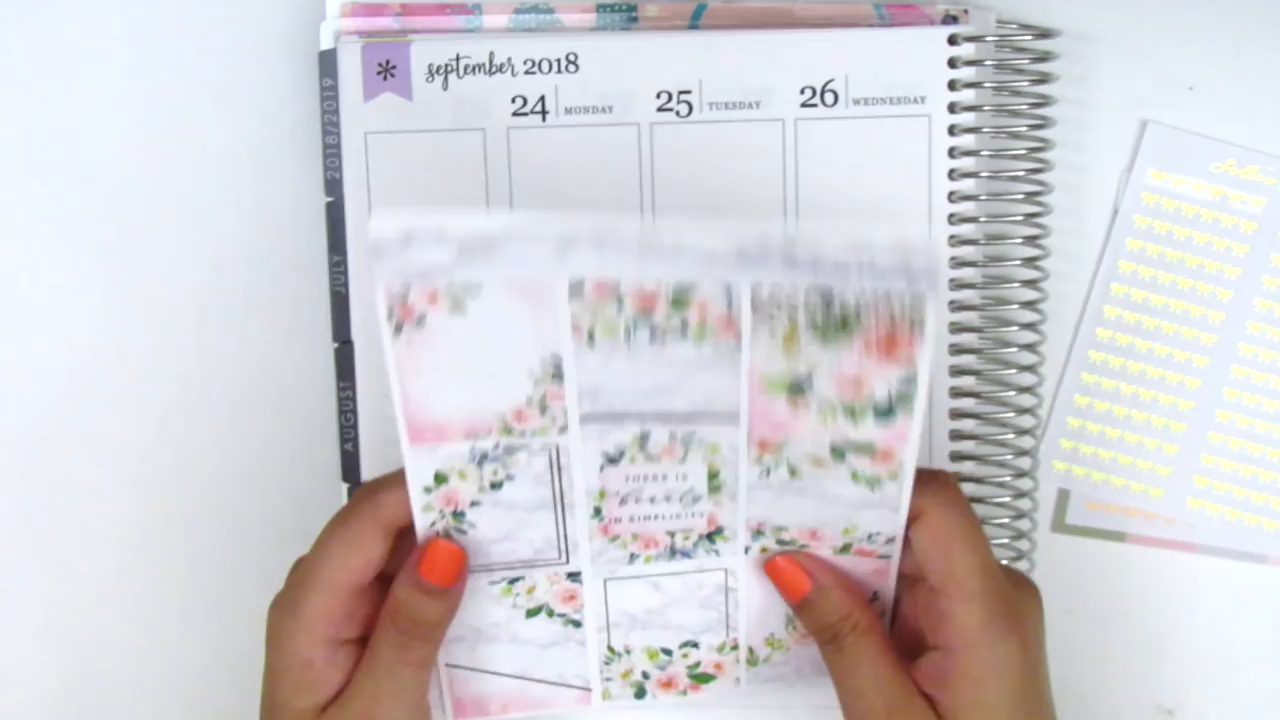 * september 2018
24 MONDAY 25 TUESDAY 26 WEDNESDAY
2018/2019
JULY
AUGUST
THERE IS
beauty
IN SIMPLICITY